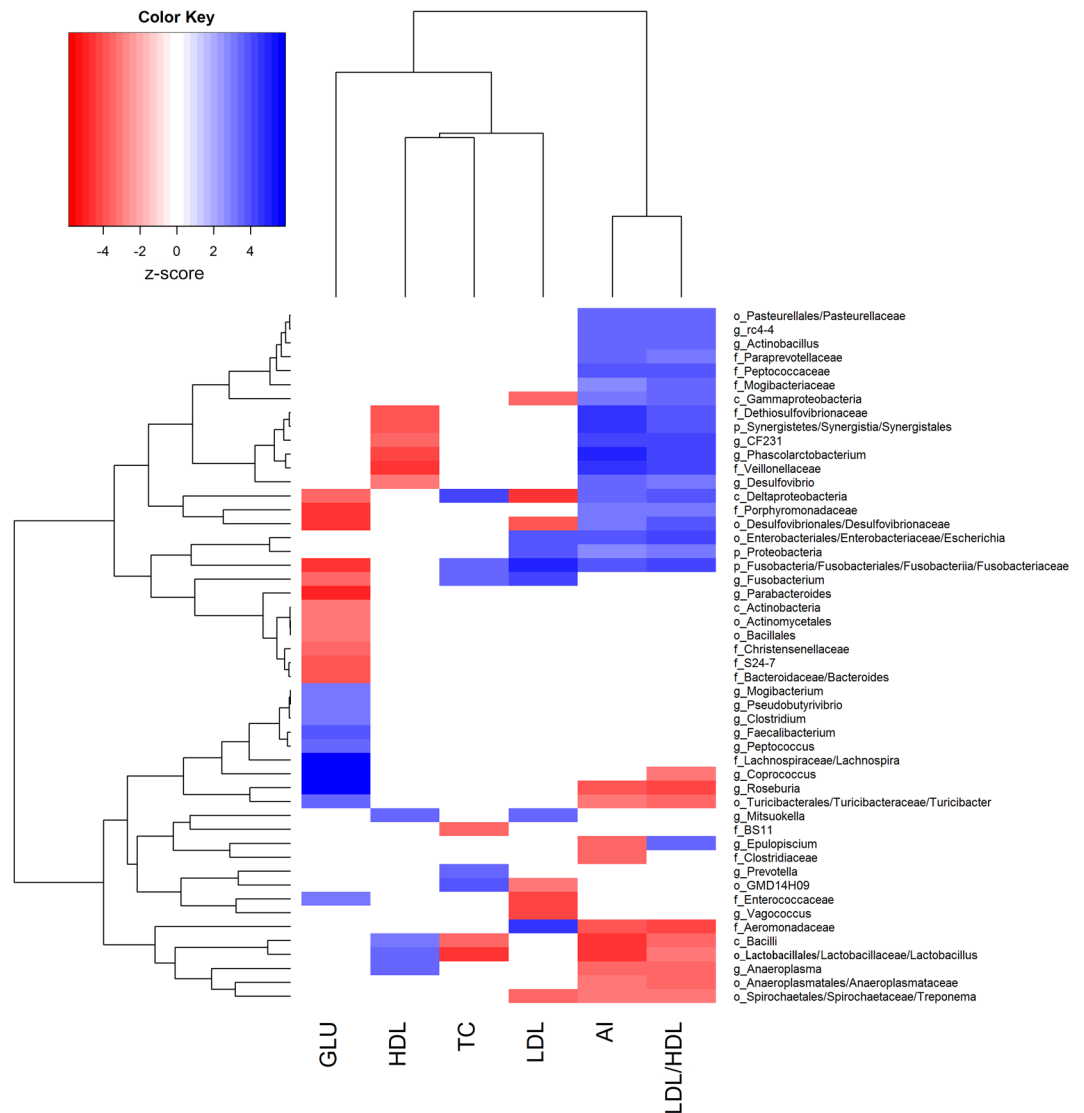 Color Key
-4 -2 0 2 4
z-score
o_Pasteurellales/Pasteurellaceae
g_rc4-4
g_Actinobacillus
f_Paraprevotellaceae
f_Peptococcaceae
f_Mogibacteriaceae
c_Gammaproteobacteria
f_Dethiosulfovibrionaceae
p_Synergistetes/Synergistia/Synergistales
g_CF231
g_Phascolarctobacterium
f_Veillonellaceae
g_Desulfovibrio
c_Deltaproteobacteria
f_Porphyromonadaceae
o_Desulfovibrionales/Desulfovibrionaceae
o_Enterobacteriales/Enterobacteriaceae/Escherichia
p_Proteobacteria
p_Fusobacteria/Fusobacteriales/Fusobacteriia/Fusobacteriaceae
g_Fusobacterium
g_Parabacteroides
c_Actinobacteria
o_Actinomycetales
o_Bacillales
f_Christensenellaceae
f_S24-7
f_Bacteroidaceae/Bacteroides
g_Mogibacterium
g_Pseudobutyrivibrio
g_Clostridium
g_Faecalibacterium
g_Peptococcus
f_Lachnospiraceae/Lachnospira
g_Coprococcus
g_Roseburia
o_Turicibacterales/Turicibacteraceae/Turicibacter
g_Mitsuokella
f_BS11
g_Epulopiscium
f_Clostridiaceae
g_Prevotella
o_GMD14H09
f_Enterococcaceae
g_Vagococcus
f_Aeromonadaceae
c_Bacilli
o_Lactobacillales/Lactobacillaceae/Lactobacillus
g_Anaeroplasma
o_Anaeroplasmatales/Anaeroplasmataceae
o_Spirochaetales/Spirochaetaceae/Treponema
GLU HDL TC LDL AI LDL/HDL